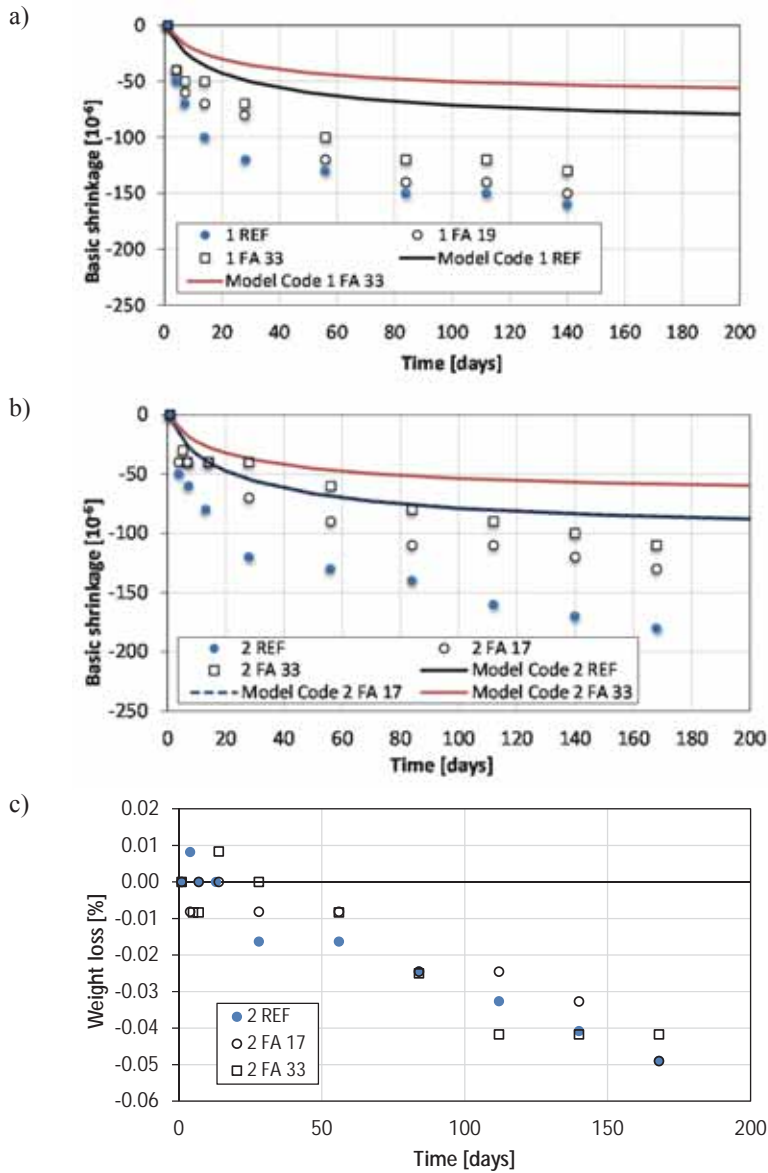 a)
0
-50
-100
-150
-200
-250
Basic shrinkage [10⁻⁶]
1 REF
1 FA 19
1 FA 33
Model Code 1 REF
Model Code 1 FA 33
0 20 40 60 80 100 120 140 160 180 200
Time [days]
b)
0
-50
-100
-150
-200
-250
Basic shrinkage [10⁻⁶]
2 REF
2 FA 17
2 FA 33
Model Code 2 REF
Model Code 2 FA 17
Model Code 2 FA 33
0 20 40 60 80 100 120 140 160 180 200
Time [days]
c)
0.02
0.01
0.00
-0.01
-0.02
-0.03
-0.04
-0.05
-0.06
Weight loss [%]
2 REF
2 FA 17
2 FA 33
0 50 100 150 200
Time [days]